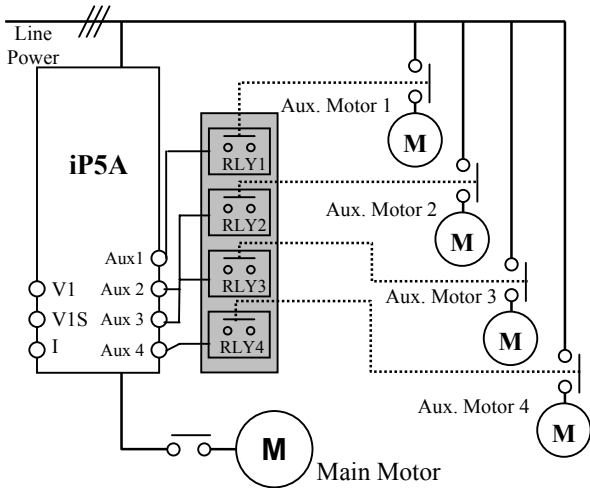 Line
Power
iP5A
Aux1
V1
Aux 2
V1S
Aux 3
I
Aux 4
RLY1
RLY2
RLY3
RLY4
Aux. Motor 1
M
Aux. Motor 2
M
Aux. Motor 3
M
Aux. Motor 4
M
M
Main Motor